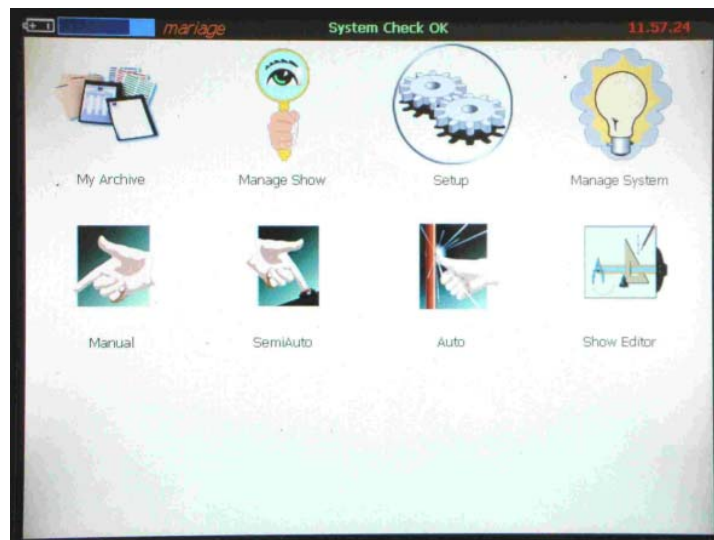 mariage System Check OK 11.57.24
My Archive Manage Show Setup Manage System
Manual SemiAuto Auto Show Editor